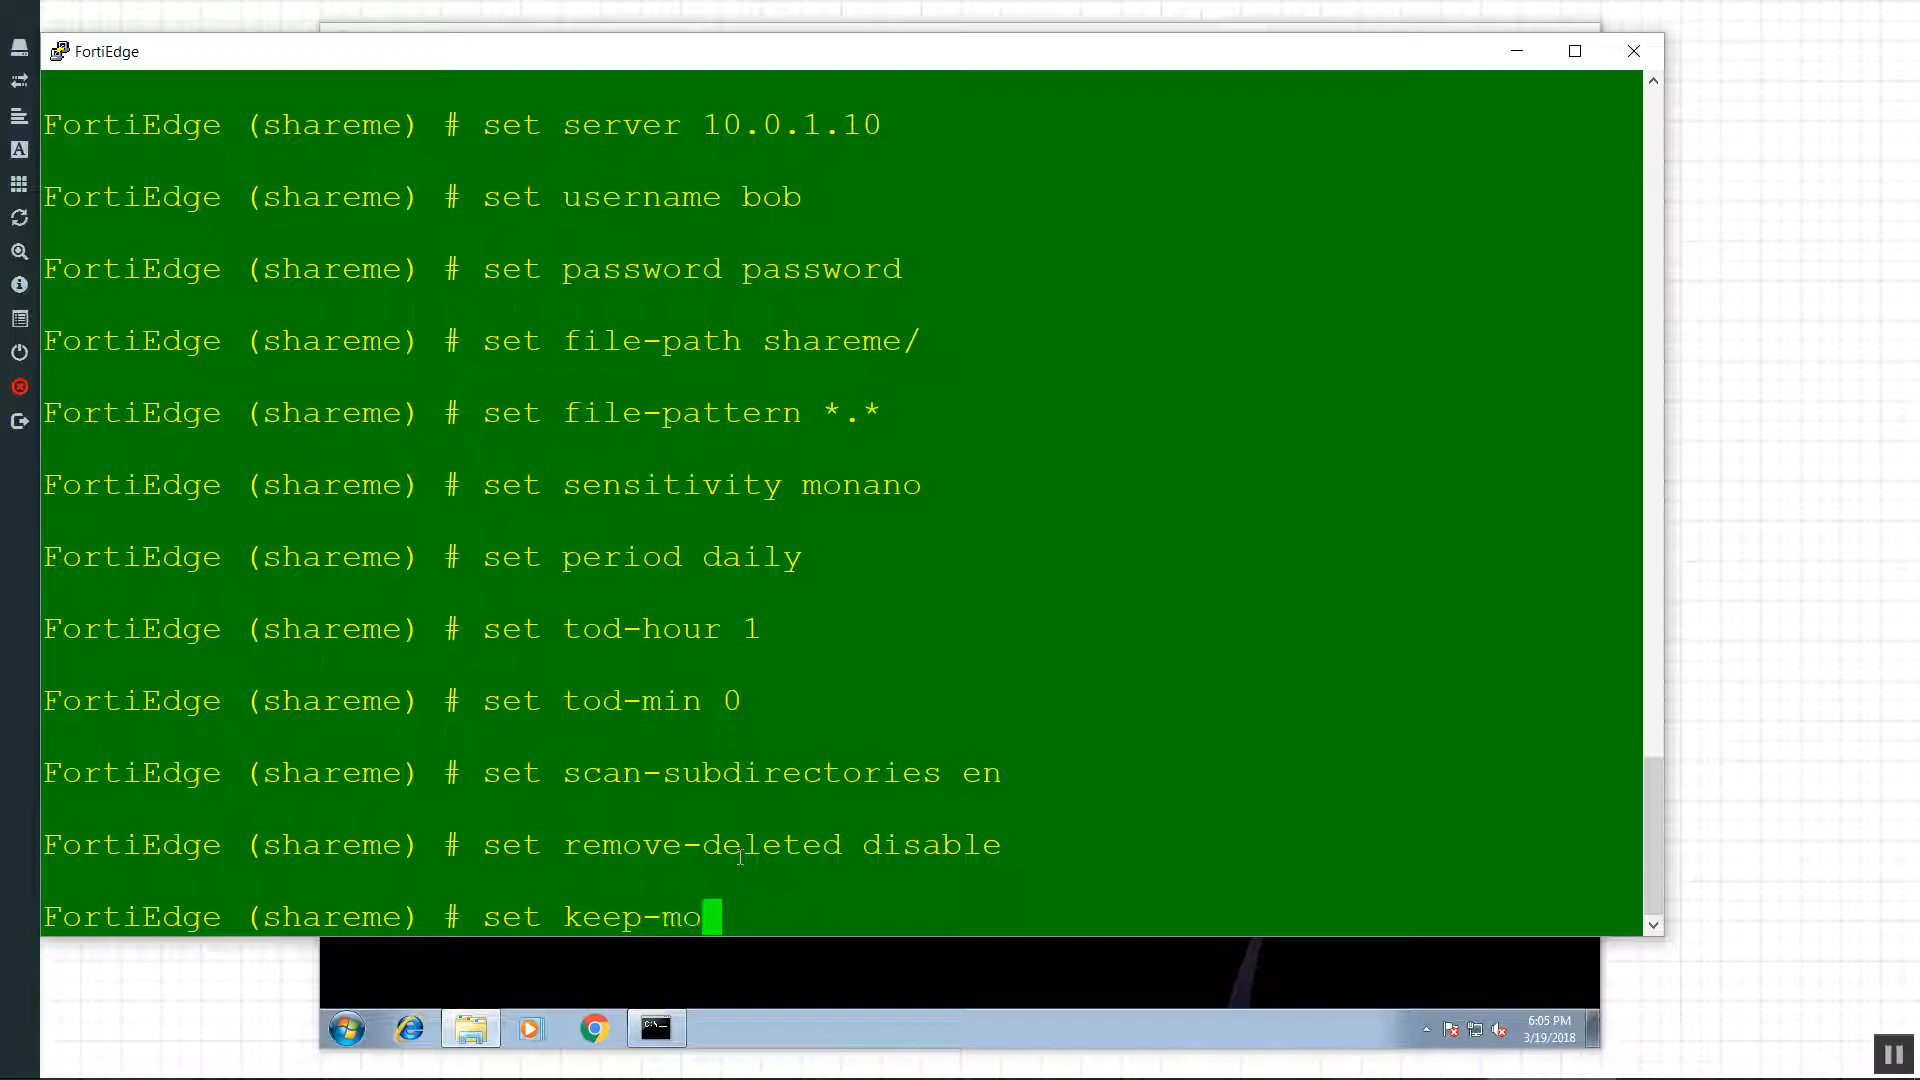 FortiEdge
FortiEdge (shareme) # set server 10.0.1.10
FortiEdge (shareme) # set username bob
FortiEdge (shareme) # set password password
FortiEdge (shareme) # set file-path shareme/
FortiEdge (shareme) # set file-pattern *.*
FortiEdge (shareme) # set sensitivity monano
FortiEdge (shareme) # set period daily
FortiEdge (shareme) # set tod-hour 1
FortiEdge (shareme) # set tod-min 0
FortiEdge (shareme) # set scan-subdirectories en
FortiEdge (shareme) # set remove-deleted disable
FortiEdge (shareme) # set keep-mo
6:05 PM
3/19/2018